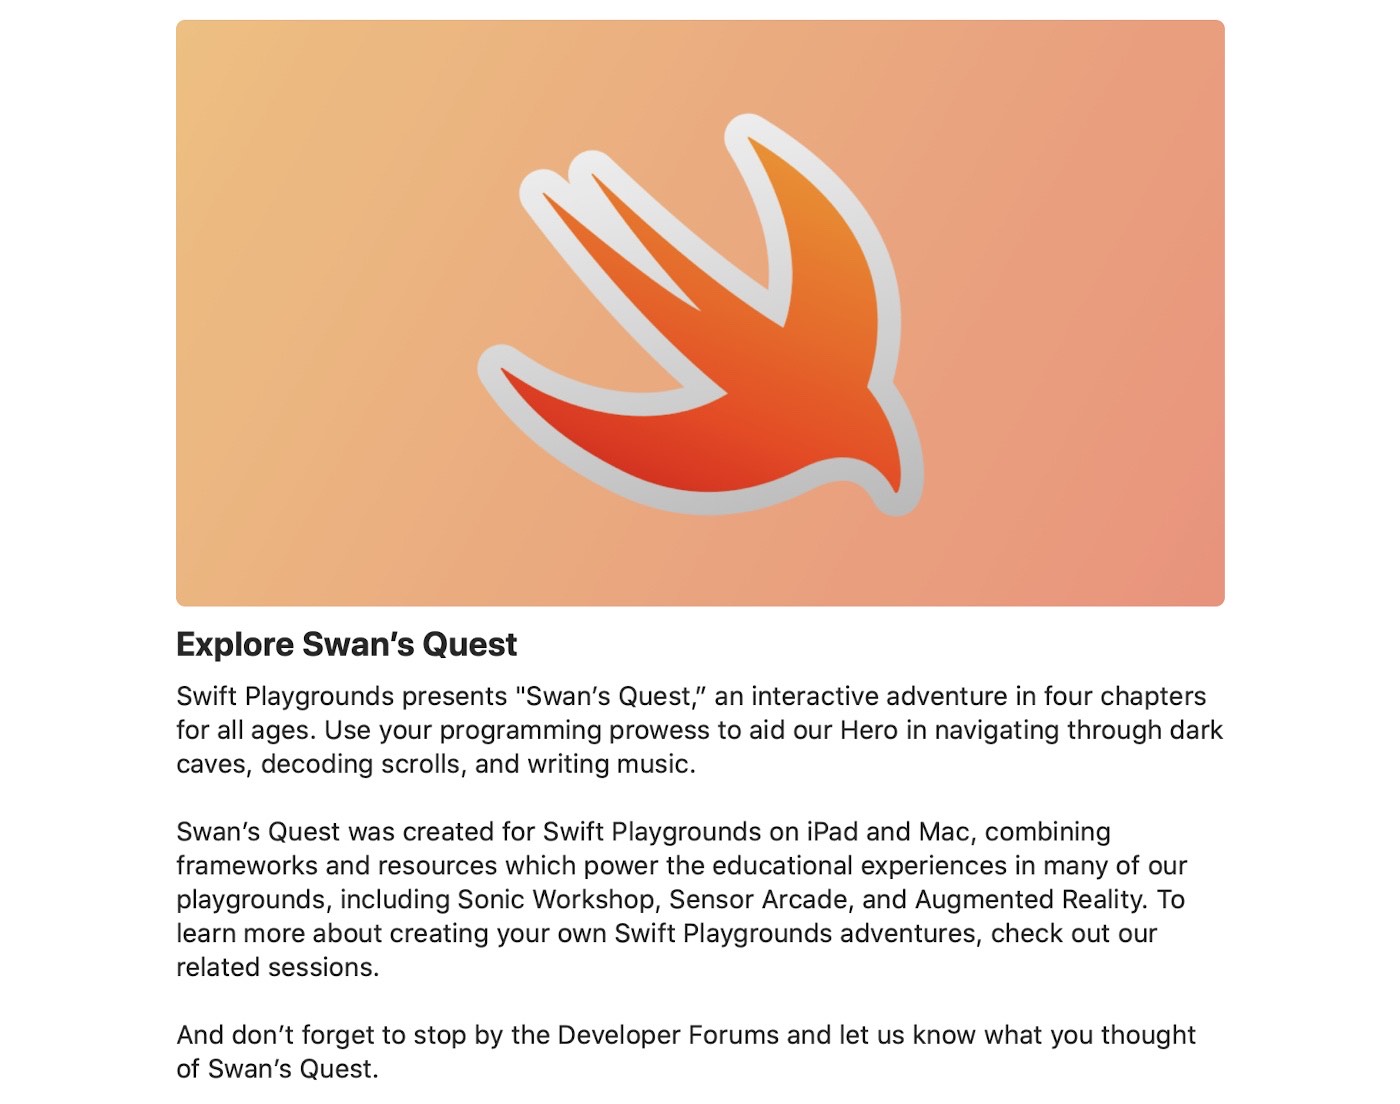 Explore Swan’s Quest
Swift Playgrounds presents "Swan’s Quest,” an interactive adventure in four chapters
for all ages. Use your programming prowess to aid our Hero in navigating through dark
caves, decoding scrolls, and writing music.
Swan’s Quest was created for Swift Playgrounds on iPad and Mac, combining
frameworks and resources which power the educational experiences in many of our
playgrounds, including Sonic Workshop, Sensor Arcade, and Augmented Reality. To
learn more about creating your own Swift Playgrounds adventures, check out our
related sessions.
And don’t forget to stop by the Developer Forums and let us know what you thought
of Swan’s Quest.